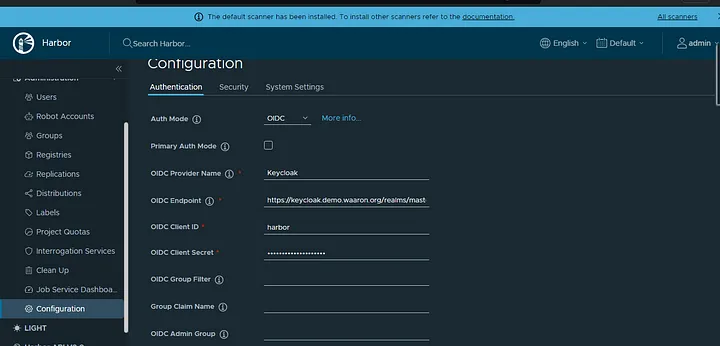 The default scanner has been installed. To install other scanners refer to the documentation. All scanners
Harbor Search Harbor... English Default admin
Administration
Configuration
Users
Authentication Security System Settings
Robot Accounts
Auth Mode OIDC More info...
Groups
Primary Auth Mode
Registries
Replications
OIDC Provider Name * Keycloak
Distributions
OIDC Endpoint * https://keycloak.demo.waaron.org/realms/mast
Labels
OIDC Client ID * harbor
Project Quotas
Interrogation Services
OIDC Client Secret * ••••••••••••••••••••
Clean Up
OIDC Group Filter
Job Service Dashboa...
Group Claim Name
Configuration
LIGHT
OIDC Admin Group